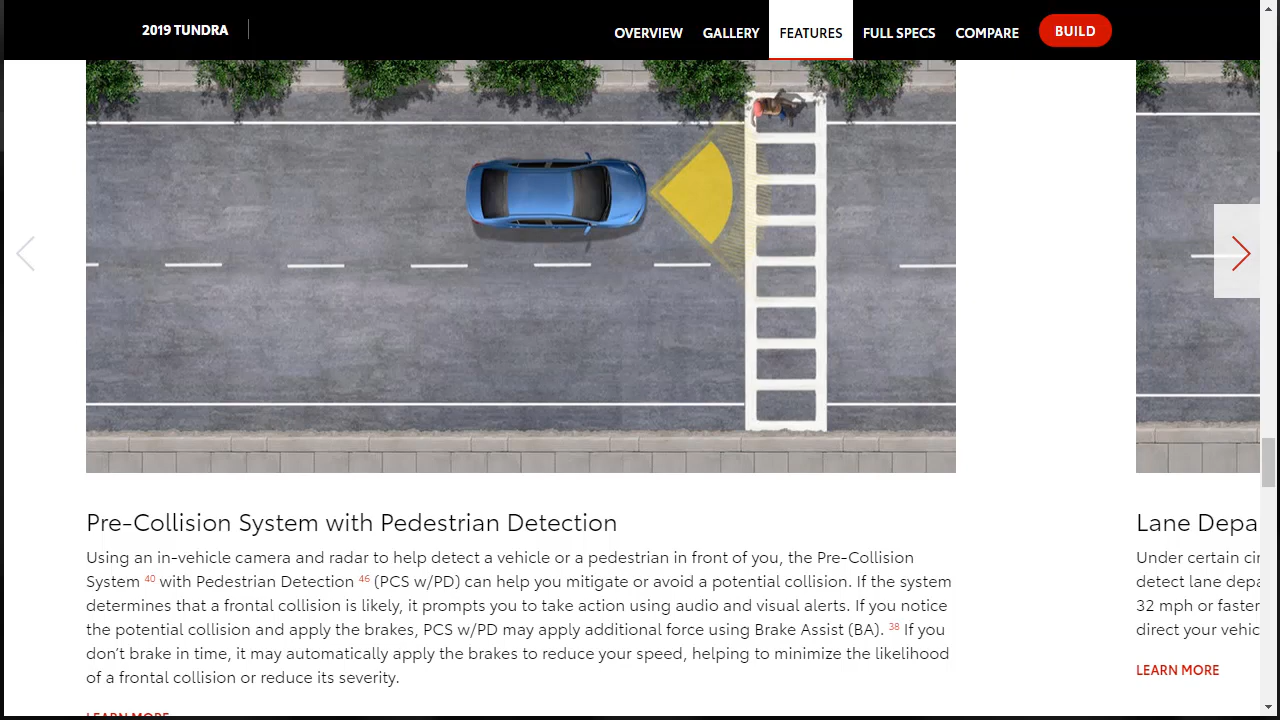 2019 TUNDRA
OVERVIEW GALLERY FEATURES FULL SPECS COMPARE BUILD
Pre-Collision System with Pedestrian Detection
Using an in-vehicle camera and radar to help detect a vehicle or a pedestrian in front of you, the Pre-Collision
System 40 with Pedestrian Detection 46 (PCS w/PD) can help you mitigate or avoid a potential collision. If the system
determines that a frontal collision is likely, it prompts you to take action using audio and visual alerts. If you notice
the potential collision and apply the brakes, PCS w/PD may apply additional force using Brake Assist (BA). 38 If you
don't brake in time, it may automatically apply the brakes to reduce your speed, helping to minimize the likelihood
of a frontal collision or reduce its severity.
LEARN MORE
Lane Depa
Under certain cir
detect lane depa
32 mph or faster
direct your vehic
LEARN MORE